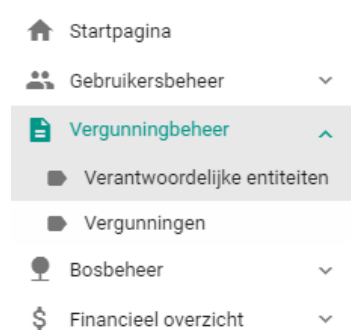 Startpagina
Gebruikersbeheer
Vergunningbeheer
Verantwoordelijke entiteiten
Vergunningen
Bosbeheer
Financieel overzicht